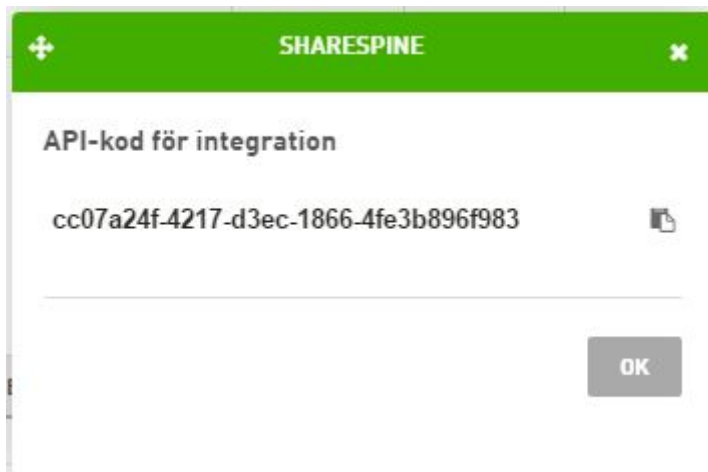 SHARESPINE
API-kod för integration
cc07a24f-4217-d3ec-1866-4fe3b896f983
OK